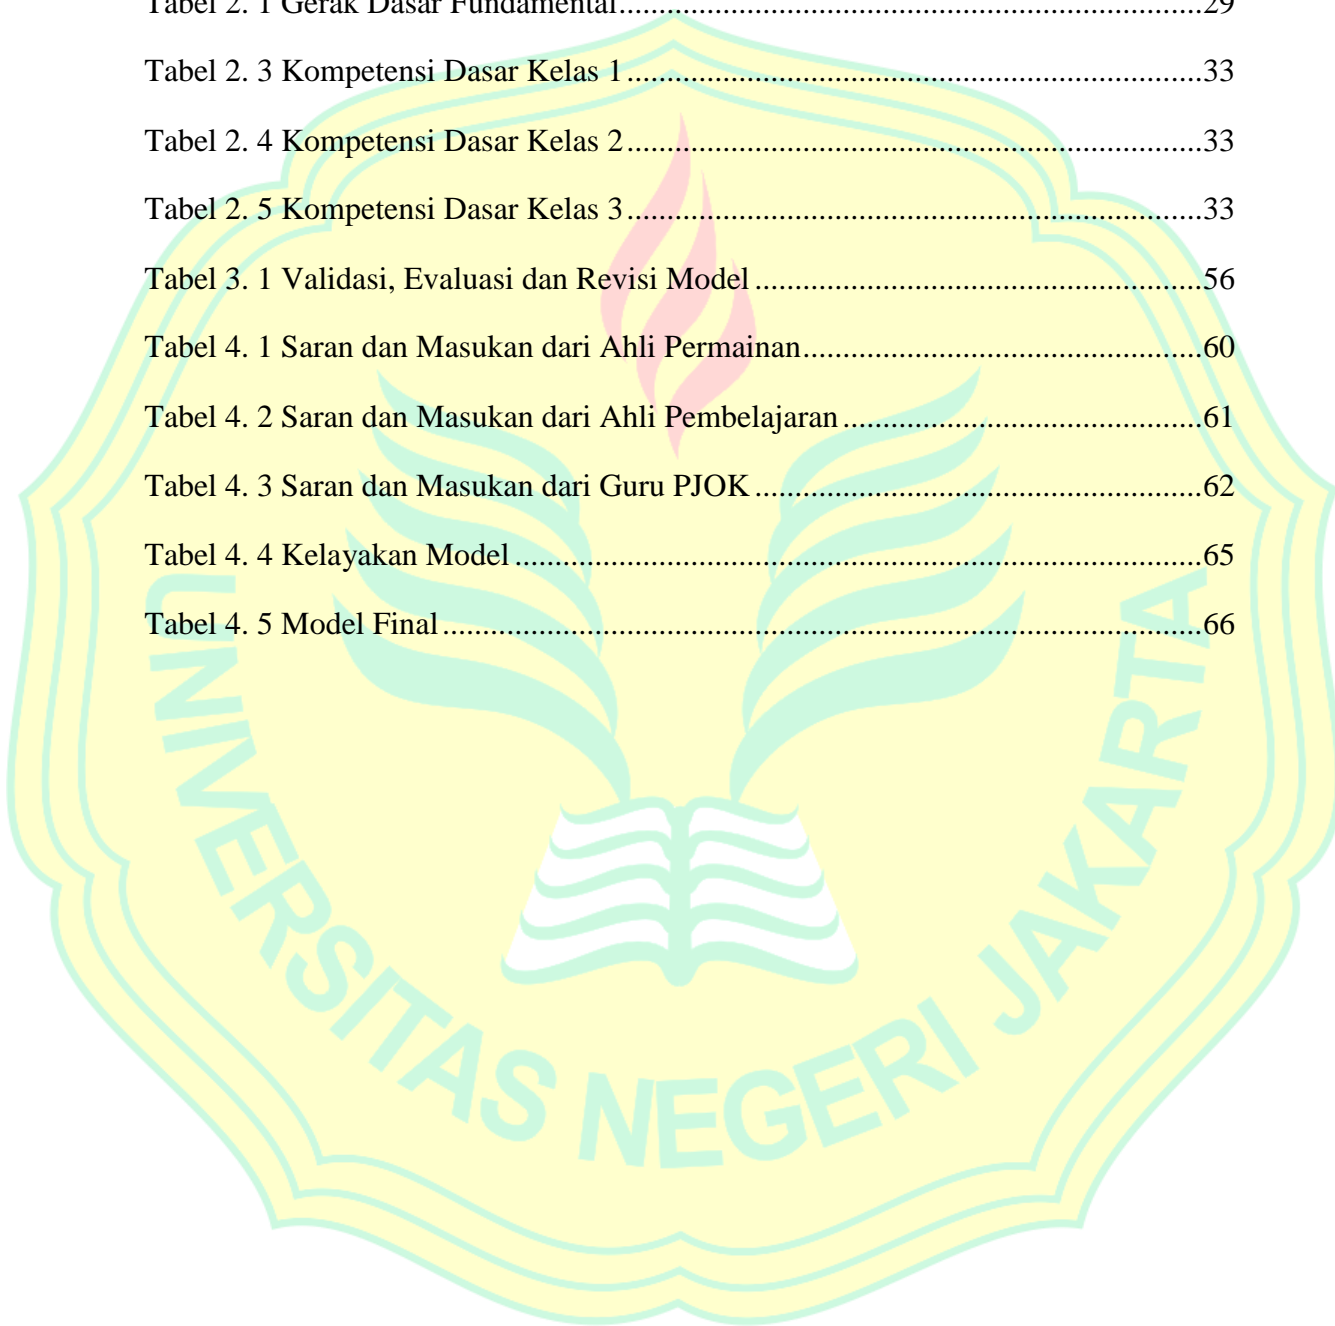 Tabel 2. 1 Gerak Dasar Fundamental............................................................................29
Tabel 2. 3 Kompetensi Dasar Kelas 1...........................................................................33
Tabel 2. 4 Kompetensi Dasar Kelas 2...........................................................................33
Tabel 2. 5 Kompetensi Dasar Kelas 3...........................................................................33
Tabel 3. 1 Validasi, Evaluasi dan Revisi Model...........................................................56
Tabel 4. 1 Saran dan Masukan dari Ahli Permainan.....................................................60
Tabel 4. 2 Saran dan Masukan dari Ahli Pembelajaran................................................61
Tabel 4. 3 Saran dan Masukan dari Guru PJOK...........................................................62
Tabel 4. 4 Kelayakan Model.........................................................................................65
Tabel 4. 5 Model Final..................................................................................................66
UNIVERSITAS NEGERI JAKARTA